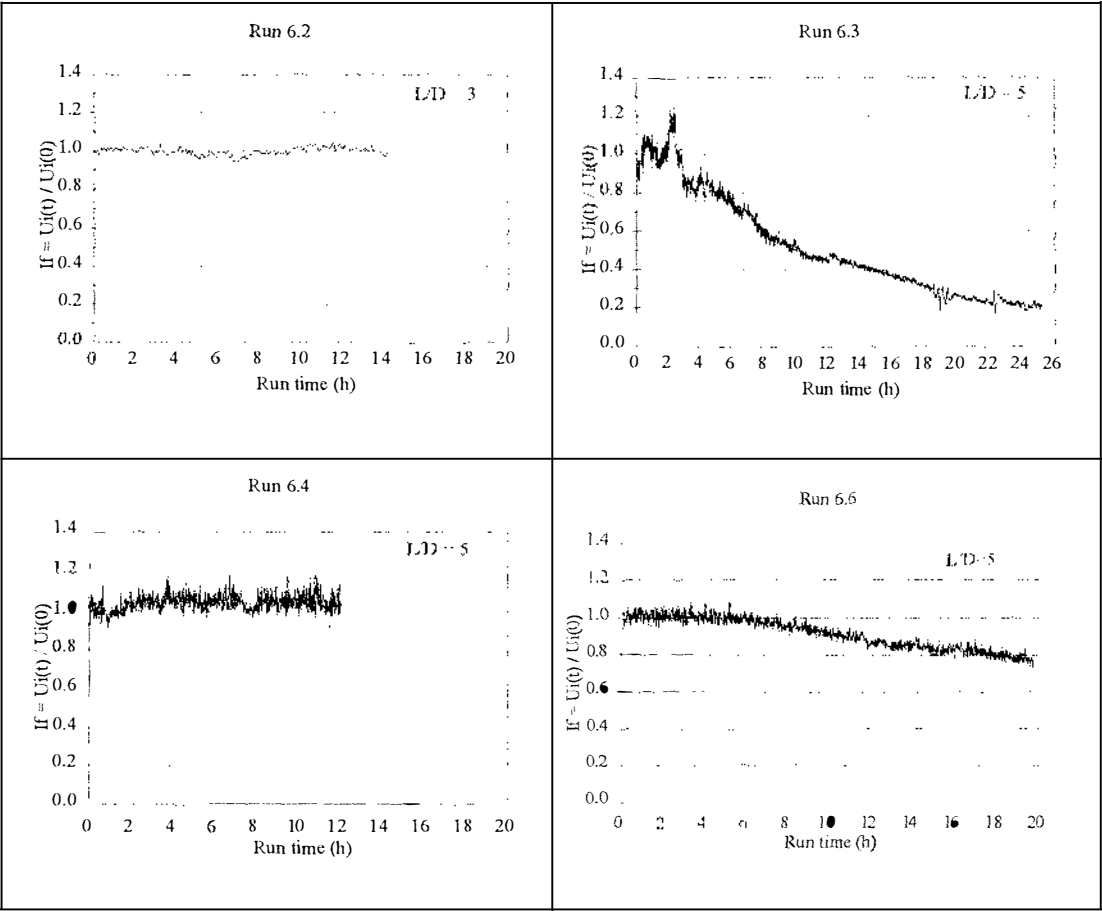 Run 6.2
1.4
L/D 3
1.2
1.0
0.8
0.6
0.4
0.2
0.0
If = Ui(t) / Ui(0)
0 2 4 6 8 10 12 14 16 18 20
Run time (h)
Run 6.3
1.4
L/D - 5
1.2
1.0
0.8
0.6
0.4
0.2
0.0
If = Ui(t) / Ui(0)
0 2 4 6 8 10 12 14 16 18 20 22 24 26
Run time (h)
Run 6.4
1.4
L/D - 5
1.2
1.0
0.8
0.6
0.4
0.2
0.0
If = Ui(t) / Ui(0)
0 2 4 6 8 10 12 14 16 18 20
Run time (h)
Run 6.6
1.4
L/D-5
1.2
1.0
0.8
0.6
0.4
0.2
0.0
If = Ui(t) / Ui(0)
0 2 4 8 10 12 14 16 18 20
Run time (h)